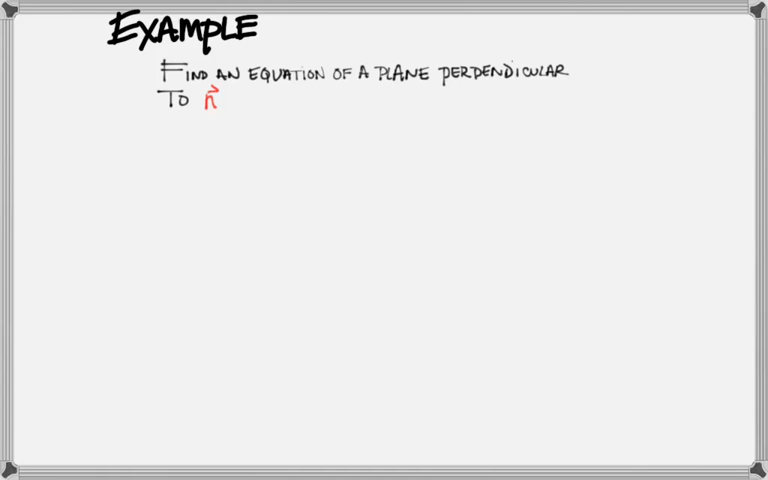 EXAMPLE
FIND AN EQUATION OF A PLANE PERPENDICULAR
TO n⃗